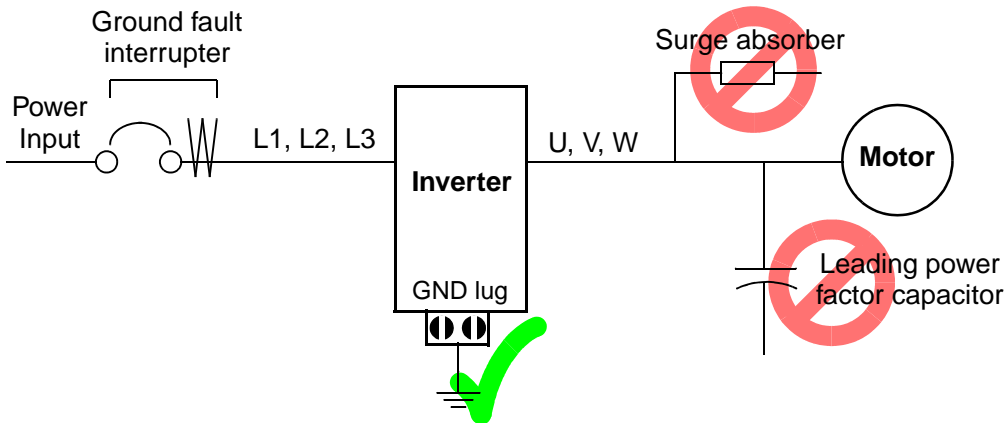 Ground fault
interrupter
Surge absorber
Power
Input
L1, L2, L3
U, V, W
Motor
Inverter
Leading power
factor capacitor
GND lug